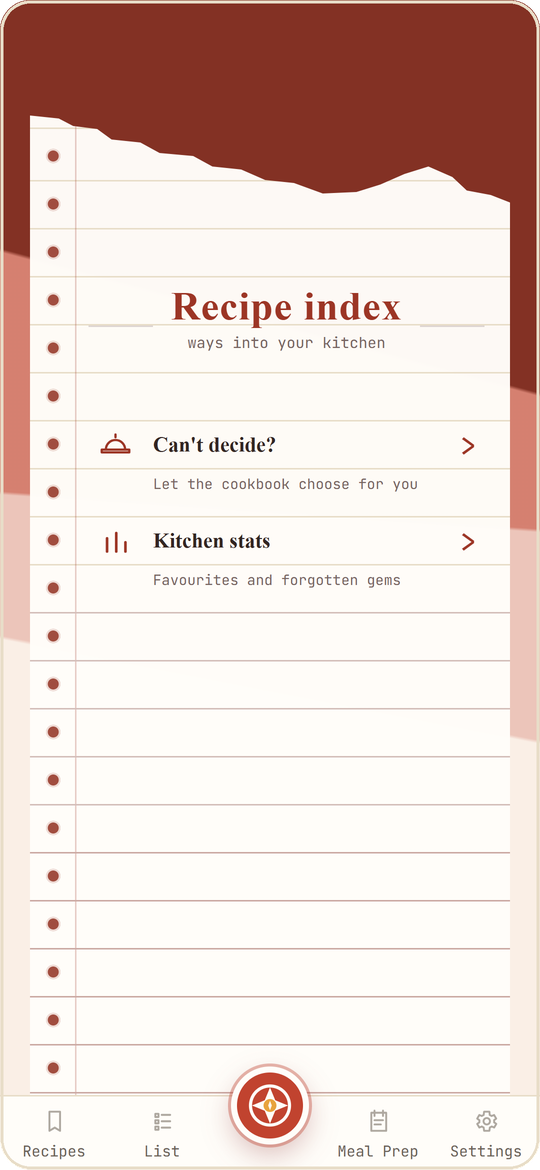 Recipe index
ways into your kitchen
Can't decide?
Let the cookbook choose for you
Kitchen stats
Favourites and forgotten gems
Recipes
List
Meal Prep
Settings